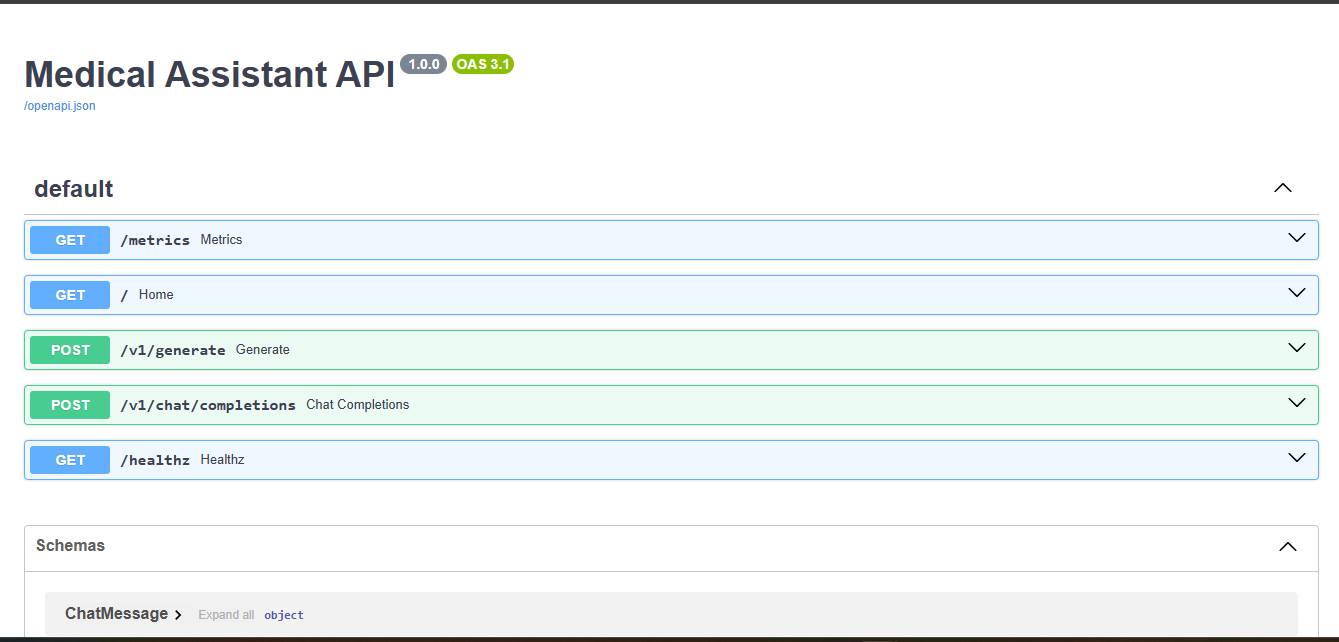 Medical Assistant API 1.0.0 OAS 3.1
/openapi.json
default
GET /metrics Metrics
GET / Home
POST /v1/generate Generate
POST /v1/chat/completions Chat Completions
GET /healthz Healthz
Schemas
ChatMessage Expand all object